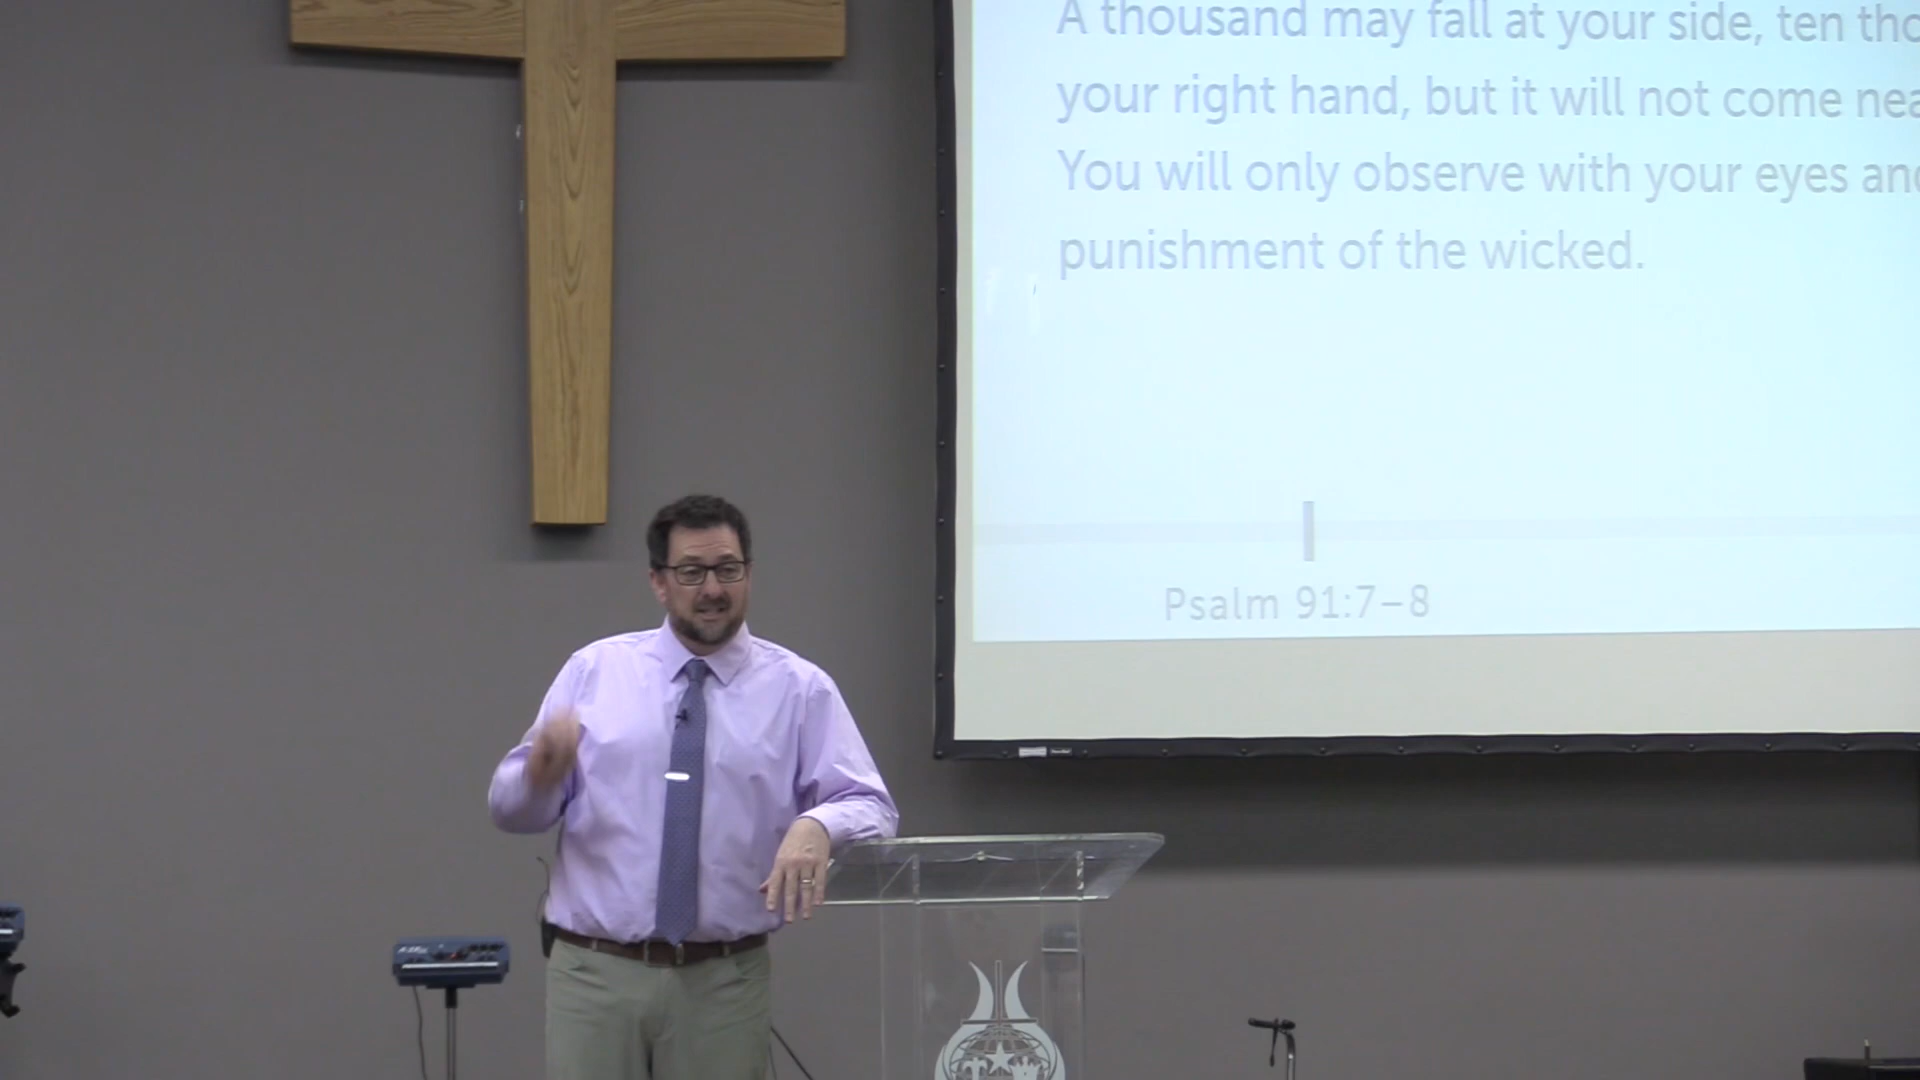 A thousand may fall at your side, ten tho
your right hand, but it will not come nea
You will only observe with your eyes and
punishment of the wicked.
Psalm 91:7–8